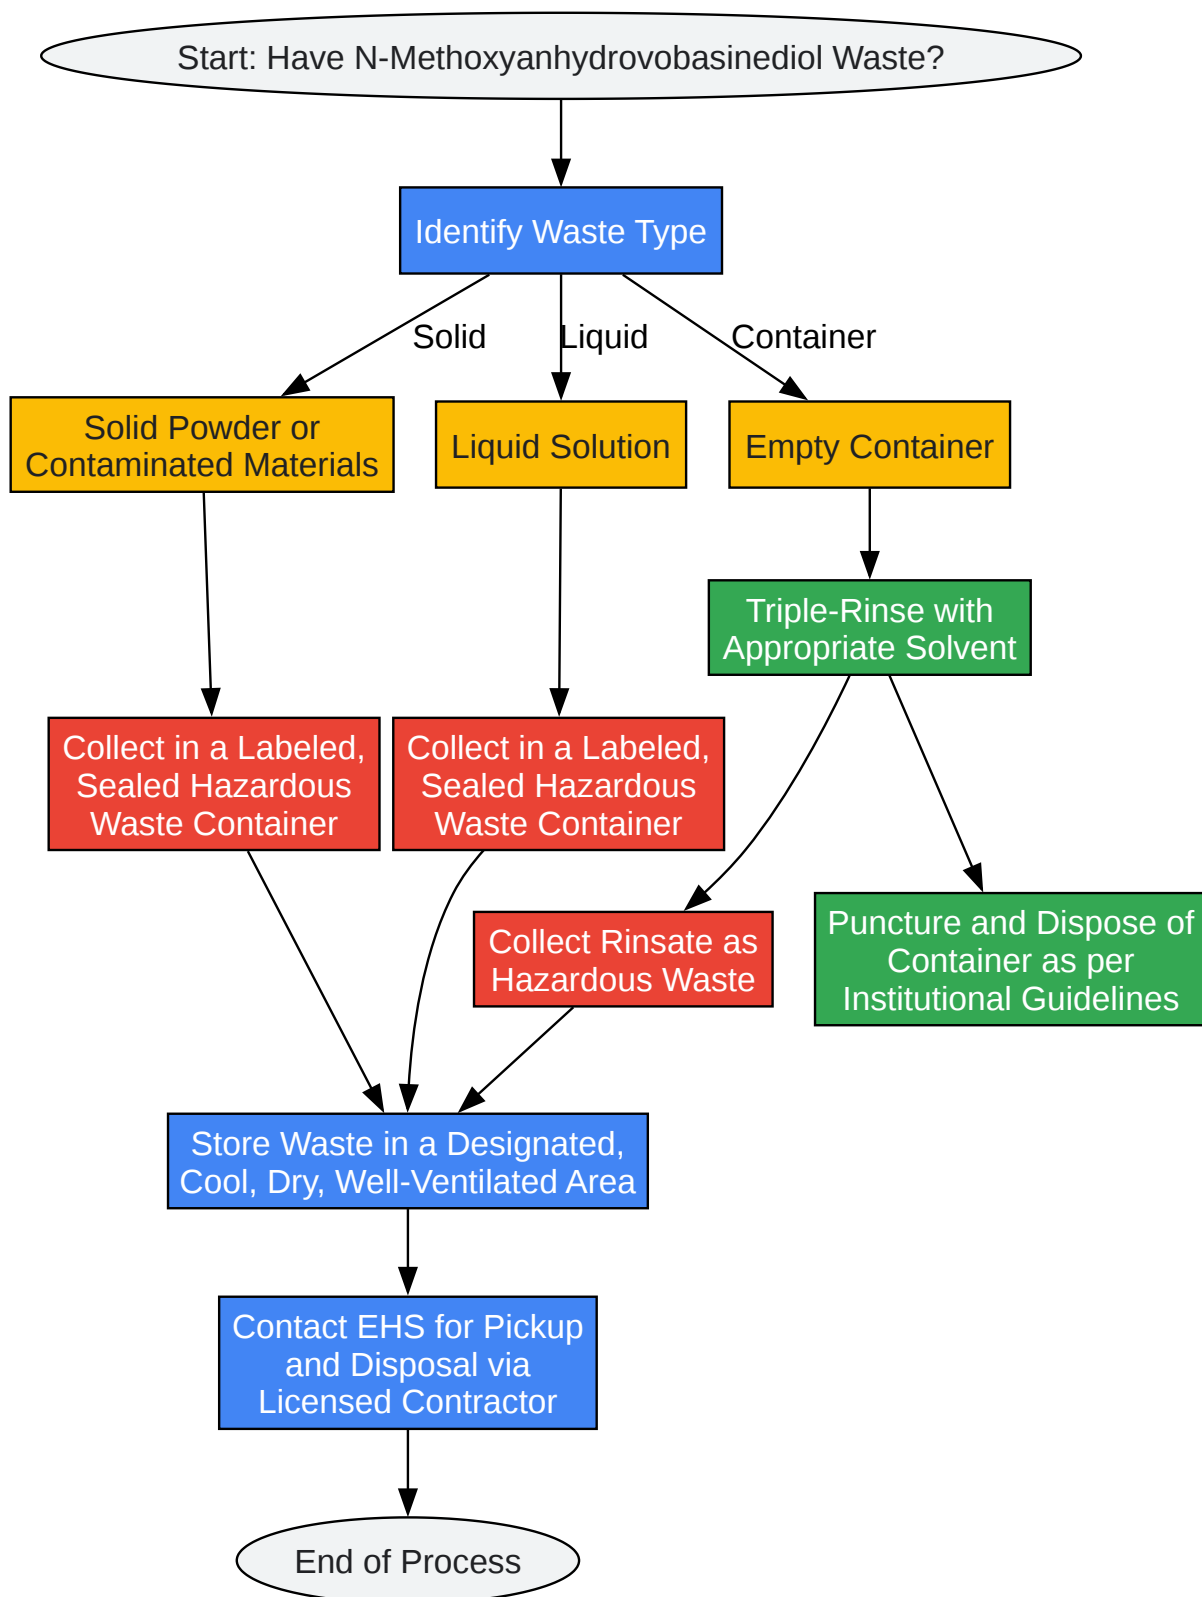 Start: Have N-Methoxyanhydrovobasinediol Waste?
Identify Waste Type
Solid
Liquid
Container
Solid Powder or
Contaminated Materials
Liquid Solution
Empty Container
Triple-Rinse with
Appropriate Solvent
Collect in a Labeled,
Sealed Hazardous
Waste Container
Collect in a Labeled,
Sealed Hazardous
Waste Container
Collect Rinsate as
Hazardous Waste
Puncture and Dispose of
Container as per
Institutional Guidelines
Store Waste in a Designated,
Cool, Dry, Well-Ventilated Area
Contact EHS for Pickup
and Disposal via
Licensed Contractor
End of Process